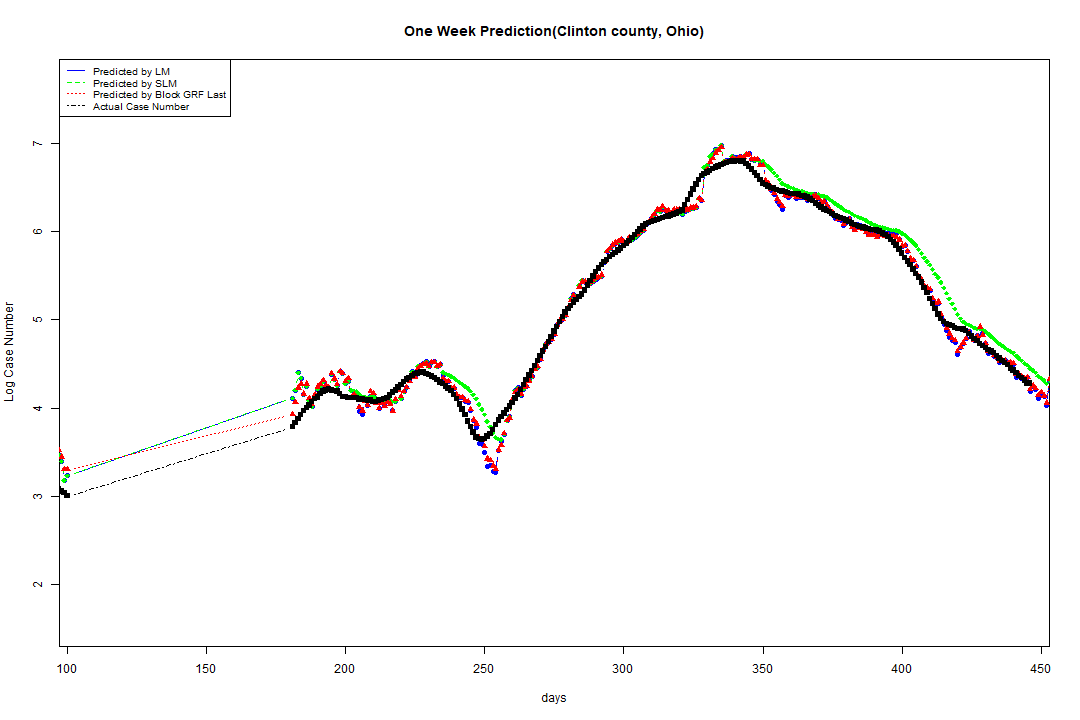 One Week Prediction(Clinton county, Ohio)
Predicted by LM
Predicted by SLM
Predicted by Block GRF Last
Actual Case Number
7
6
5
4
3
2
Log Case Number
100 150 200 250 300 350 400 450
days